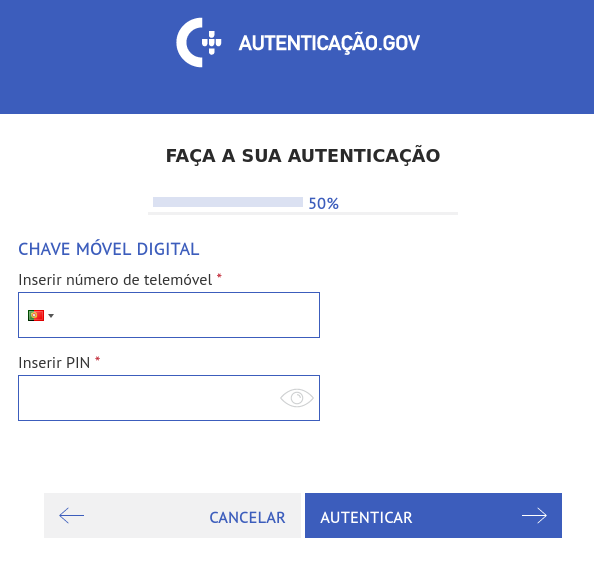 AUTENTICAÇÃO.GOV
FAÇA A SUA AUTENTICAÇÃO
50%
CHAVE MÓVEL DIGITAL
Inserir número de telemóvel *
Inserir PIN *
CANCELAR
AUTENTICAR